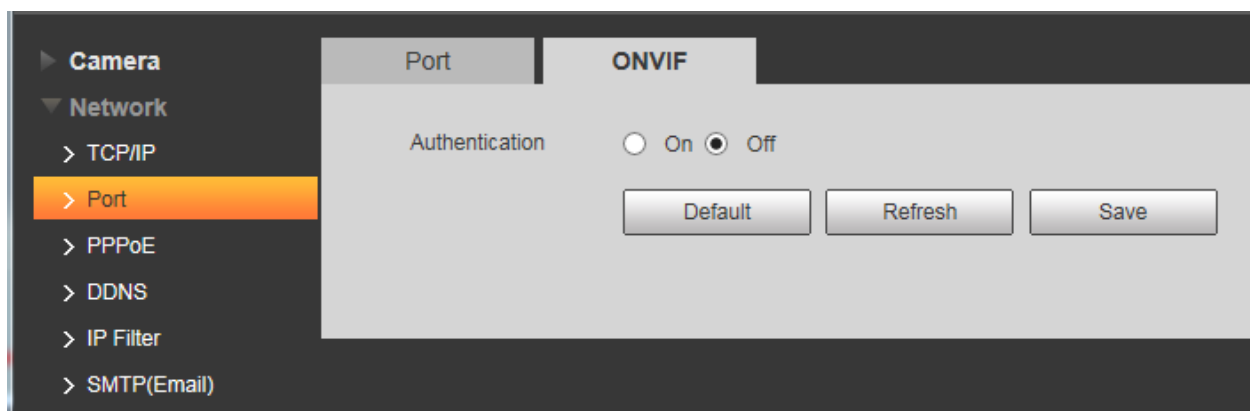 Camera
Network
TCP/IP
Port
PPPoE
DDNS
IP Filter
SMTP(Email)
Port ONVIF
Authentication On Off
Default Refresh Save